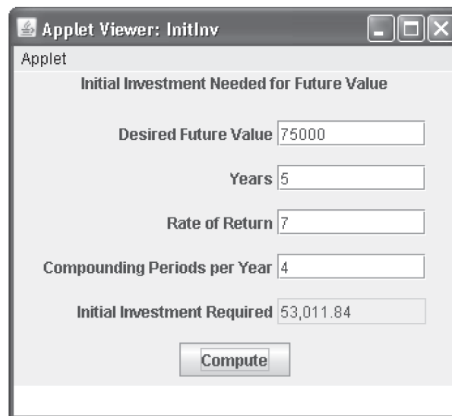 Applet Viewer: InitInv
Applet
Initial Investment Needed for Future Value
Desired Future Value 75000
Years 5
Rate of Return 7
Compounding Periods per Year 4
Initial Investment Required 53,011.84
Compute